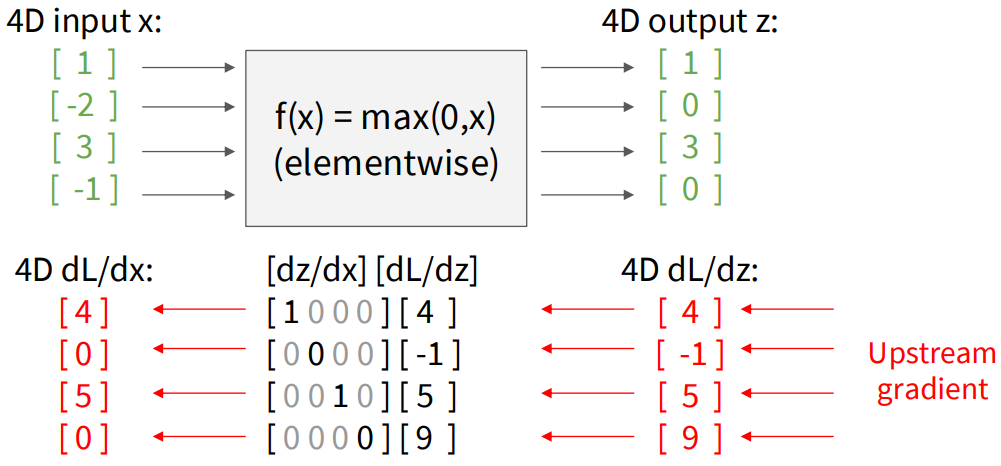 4D input x: 4D output z:
[ 1 ] [ 1 ]
[ -2 ] [ 0 ]
f(x) = max(0,x)
[ 3 ] [ 3 ]
(elementwise)
[ -1 ] [ 0 ]
4D dL/dx: [dz/dx] [dL/dz] 4D dL/dz:
[ 4 ] [ 1 0 0 0 ] [ 4 ] [ 4 ]
[ 0 ] [ 0 0 0 0 ] [ -1 ] [ -1 ] Upstream
[ 5 ] [ 0 0 1 0 ] [ 5 ] [ 5 ] gradient
[ 0 ] [ 0 0 0 0 ] [ 9 ] [ 9 ]